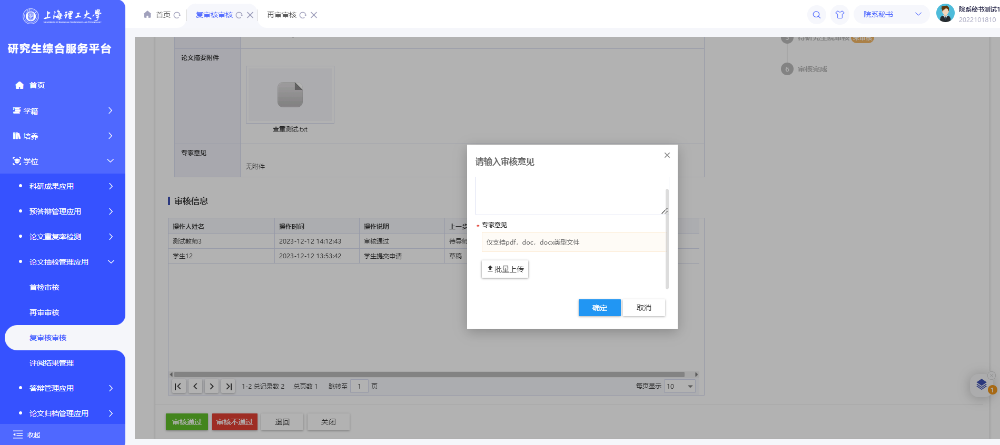 上海理工大學
UNIVERSITY OF SHANGHAI FOR SCIENCE AND TECHNOLOGY
研究生综合服务平台
首页
学籍
培养
学位
科研成果应用
预答辩管理应用
论文重复率检测
论文抽检管理应用
首检审核
再审审核
复审核审核
评阅结果管理
答辩管理应用
论文归档管理应用
收起
首页
复审核审核
再审审核
院系秘书
院系秘书测试1
2022101810
论文摘要附件
查重测试.txt
专家意见
无附件
5 待研究生院审核 未审核
6 审核完成
审核信息
操作人姓名 操作时间 操作说明 上一步
测试教师3 2023-12-12 14:12:43 审核通过 待导师
学生12 2023-12-12 13:53:42 学生提交申请 草稿
1-2 总记录数 2 总页数 1 跳转至 1 页
每页显示 10
审核通过 审核不通过 退回 关闭
请输入审核意见
* 专家意见
仅支持pdf，doc，docx类型文件
批量上传
确定 取消
1